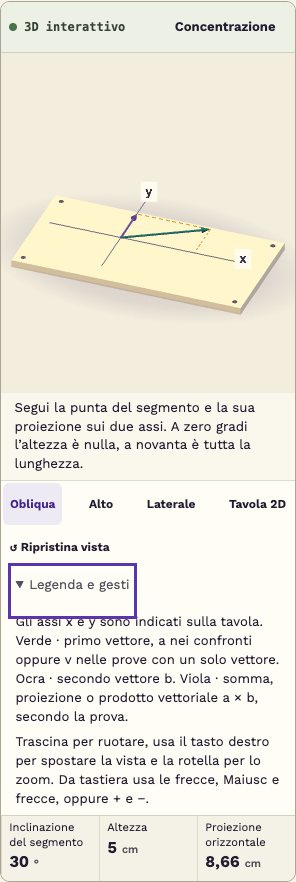 3D interattivo
Concentrazione
y
x
Segui la punta del segmento e la sua
proiezione sui due assi. A zero gradi
l’altezza è nulla, a novanta è tutta la
lunghezza.
Obliqua
Alto
Laterale
Tavola 2D
↺ Ripristina vista
▼ Legenda e gesti
Gli assi x e y sono indicati sulla tavola.
Verde · primo vettore, a nei confronti
oppure v nelle prove con un solo vettore.
Ocra · secondo vettore b. Viola · somma,
proiezione o prodotto vettoriale a × b,
secondo la prova.
Trascina per ruotare, usa il tasto destro
per spostare la vista e la rotella per lo
zoom. Da tastiera usa le frecce, Maiusc e
frecce, oppure + e −.
Inclinazione
del segmento
30 °
Altezza
5 cm
Proiezione
orizzontale
8,66 cm